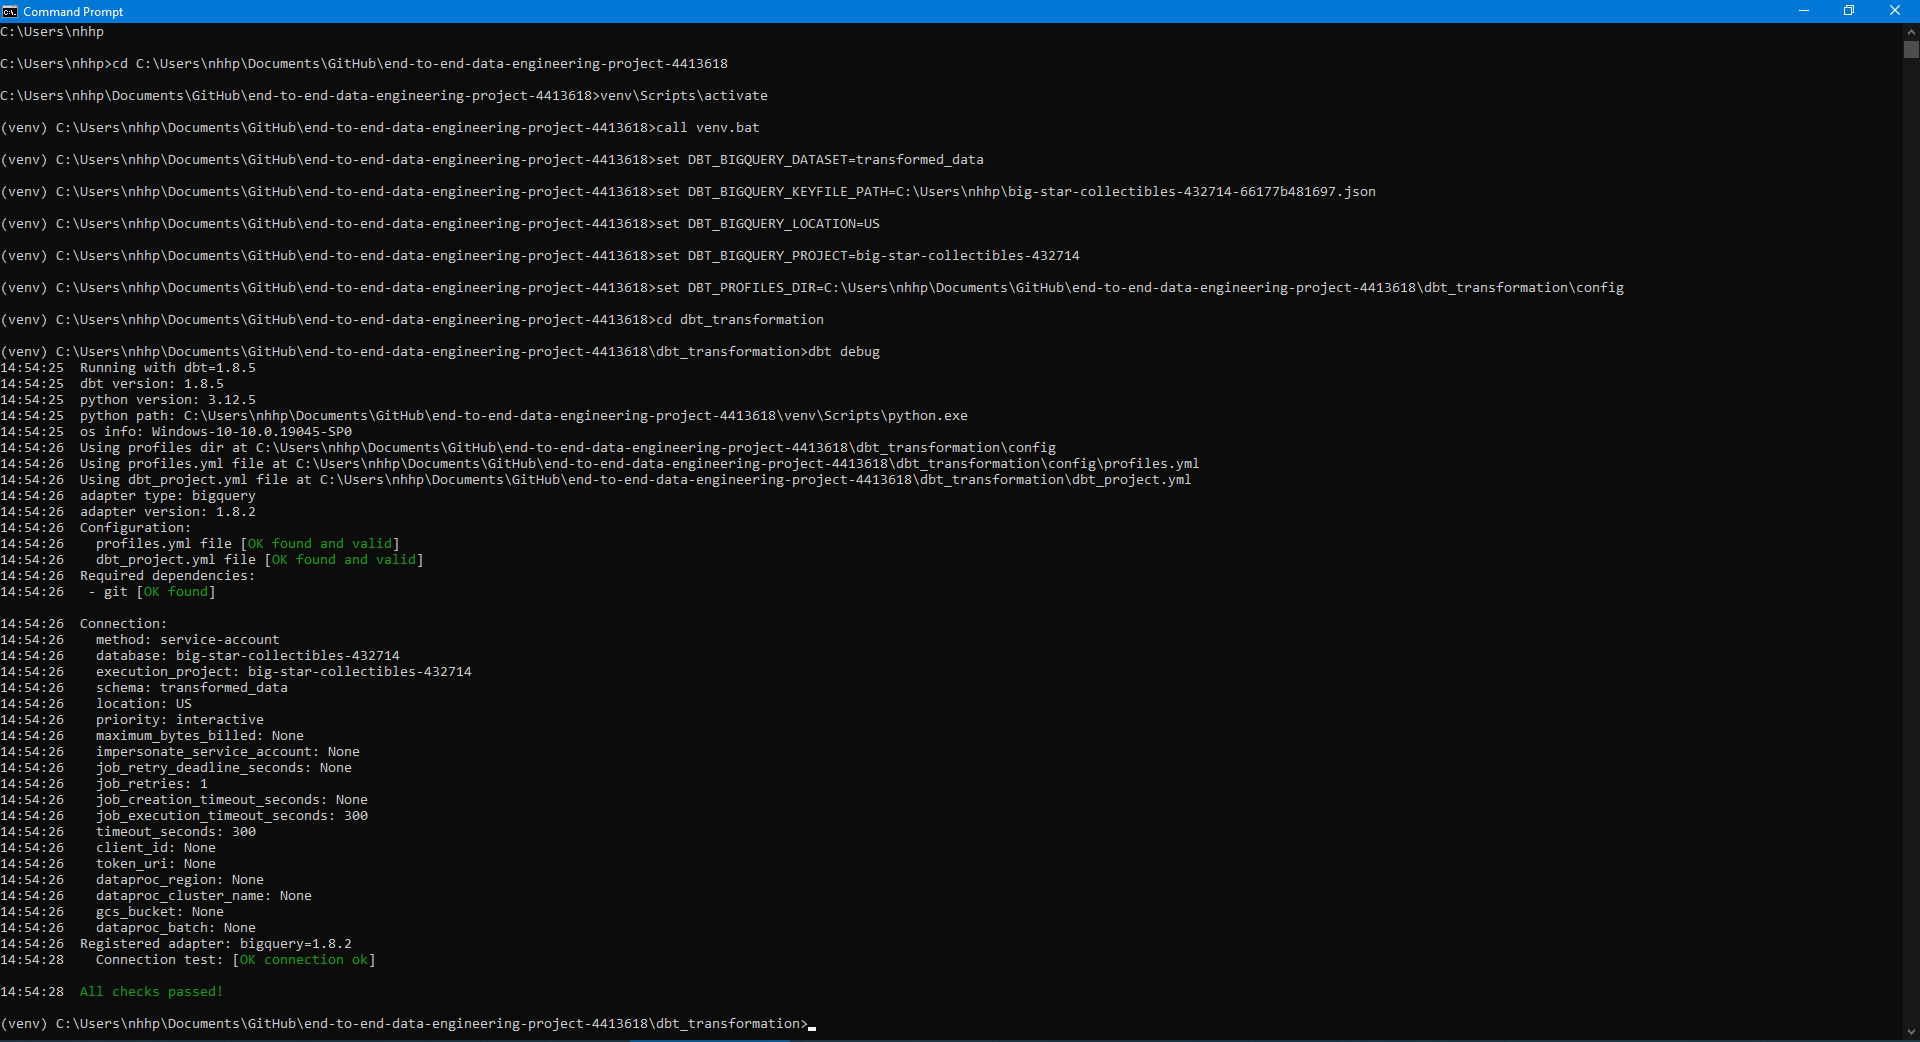 Command Prompt
C:\Users\nhhp
C:\Users\nhhp>cd C:\Users\nhhp\Documents\GitHub\end-to-end-data-engineering-project-4413618
C:\Users\nhhp\Documents\GitHub\end-to-end-data-engineering-project-4413618>venv\Scripts\activate
(venv) C:\Users\nhhp\Documents\GitHub\end-to-end-data-engineering-project-4413618>call venv.bat
(venv) C:\Users\nhhp\Documents\GitHub\end-to-end-data-engineering-project-4413618>set DBT_BIGQUERY_DATASET=transformed_data
(venv) C:\Users\nhhp\Documents\GitHub\end-to-end-data-engineering-project-4413618>set DBT_BIGQUERY_KEYFILE_PATH=C:\Users\nhhp\big-star-collectibles-432714-66177b481697.json
(venv) C:\Users\nhhp\Documents\GitHub\end-to-end-data-engineering-project-4413618>set DBT_BIGQUERY_LOCATION=US
(venv) C:\Users\nhhp\Documents\GitHub\end-to-end-data-engineering-project-4413618>set DBT_BIGQUERY_PROJECT=big-star-collectibles-432714
(venv) C:\Users\nhhp\Documents\GitHub\end-to-end-data-engineering-project-4413618>set DBT_PROFILES_DIR=C:\Users\nhhp\Documents\GitHub\end-to-end-data-engineering-project-4413618\dbt_transformation\config
(venv) C:\Users\nhhp\Documents\GitHub\end-to-end-data-engineering-project-4413618>cd dbt_transformation
(venv) C:\Users\nhhp\Documents\GitHub\end-to-end-data-engineering-project-4413618\dbt_transformation>dbt debug
14:54:25  Running with dbt=1.8.5
14:54:25  dbt version: 1.8.5
14:54:25  python version: 3.12.5
14:54:25  python path: C:\Users\nhhp\Documents\GitHub\end-to-end-data-engineering-project-4413618\venv\Scripts\python.exe
14:54:25  os info: Windows-10-10.0.19045-SP0
14:54:26  Using profiles dir at C:\Users\nhhp\Documents\GitHub\end-to-end-data-engineering-project-4413618\dbt_transformation\config
14:54:26  Using profiles.yml file at C:\Users\nhhp\Documents\GitHub\end-to-end-data-engineering-project-4413618\dbt_transformation\config\profiles.yml
14:54:26  Using dbt_project.yml file at C:\Users\nhhp\Documents\GitHub\end-to-end-data-engineering-project-4413618\dbt_transformation\dbt_project.yml
14:54:26  adapter type: bigquery
14:54:26  adapter version: 1.8.2
14:54:26  Configuration:
14:54:26    profiles.yml file [OK found and valid]
14:54:26    dbt_project.yml file [OK found and valid]
14:54:26  Required dependencies:
14:54:26   - git [OK found]
14:54:26  Connection:
14:54:26    method: service-account
14:54:26    database: big-star-collectibles-432714
14:54:26    execution_project: big-star-collectibles-432714
14:54:26    schema: transformed_data
14:54:26    location: US
14:54:26    priority: interactive
14:54:26    maximum_bytes_billed: None
14:54:26    impersonate_service_account: None
14:54:26    job_retry_deadline_seconds: None
14:54:26    job_retries: 1
14:54:26    job_creation_timeout_seconds: None
14:54:26    job_execution_timeout_seconds: 300
14:54:26    timeout_seconds: 300
14:54:26    client_id: None
14:54:26    token_uri: None
14:54:26    dataproc_region: None
14:54:26    dataproc_cluster_name: None
14:54:26    gcs_bucket: None
14:54:26    dataproc_batch: None
14:54:26  Registered adapter: bigquery=1.8.2
14:54:28    Connection test: [OK connection ok]
14:54:28  All checks passed!
(venv) C:\Users\nhhp\Documents\GitHub\end-to-end-data-engineering-project-4413618\dbt_transformation>